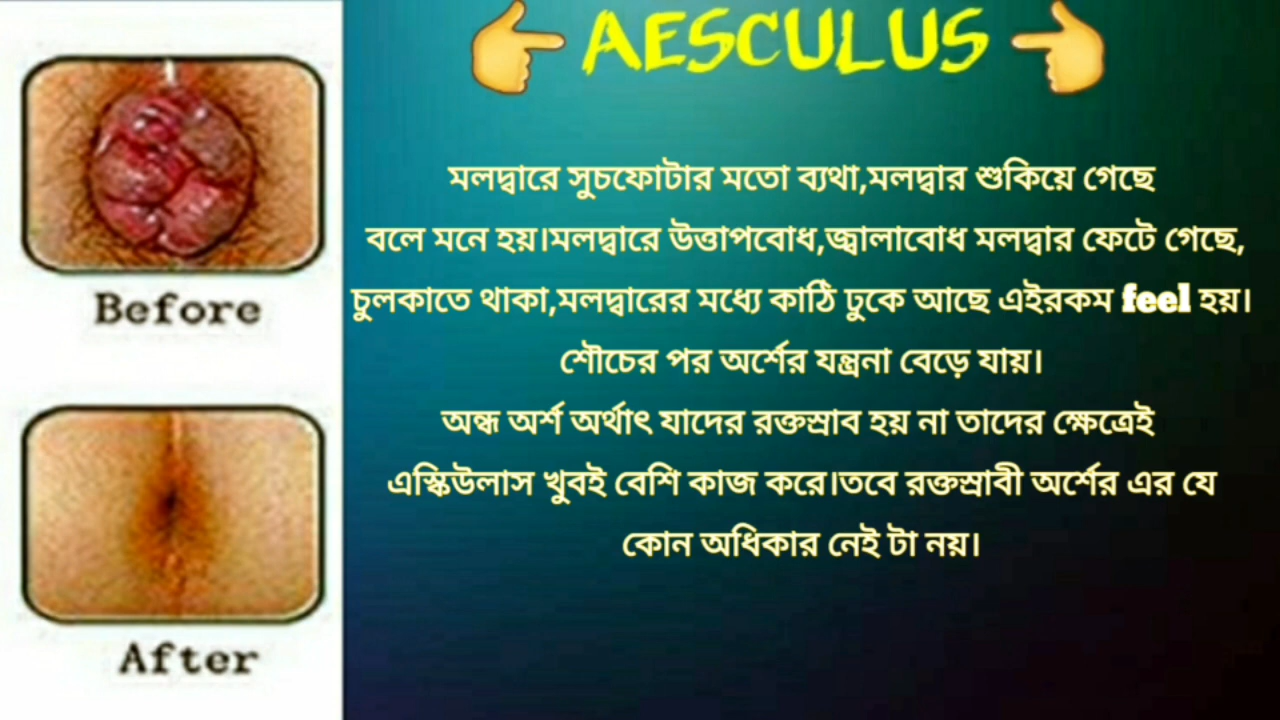 AESCULUS
মলদ্বারে সুচফোটার মতো ব্যথা,মলদ্বার শুকিয়ে গেছে
বলে মনে হয়।মলদ্বারে উত্তাপবোধ,জ্বালাবোধ মলদ্বার ফেটে গেছে,
চুলকাতে থাকা,মলদ্বারের মধ্যে কাঠি ঢুকে আছে এইরকম feel হয়।
শৌচের পর অর্শের যন্ত্রনা বেড়ে যায়।
অন্ধ অর্শ অর্থাৎ যাদের রক্তস্রাব হয় না তাদের ক্ষেত্রেই
এস্কিউলাস খুবই বেশি কাজ করে।তবে রক্তস্রাবী অর্শের এর যে
কোন অধিকার নেই টা নয়।
Before
After